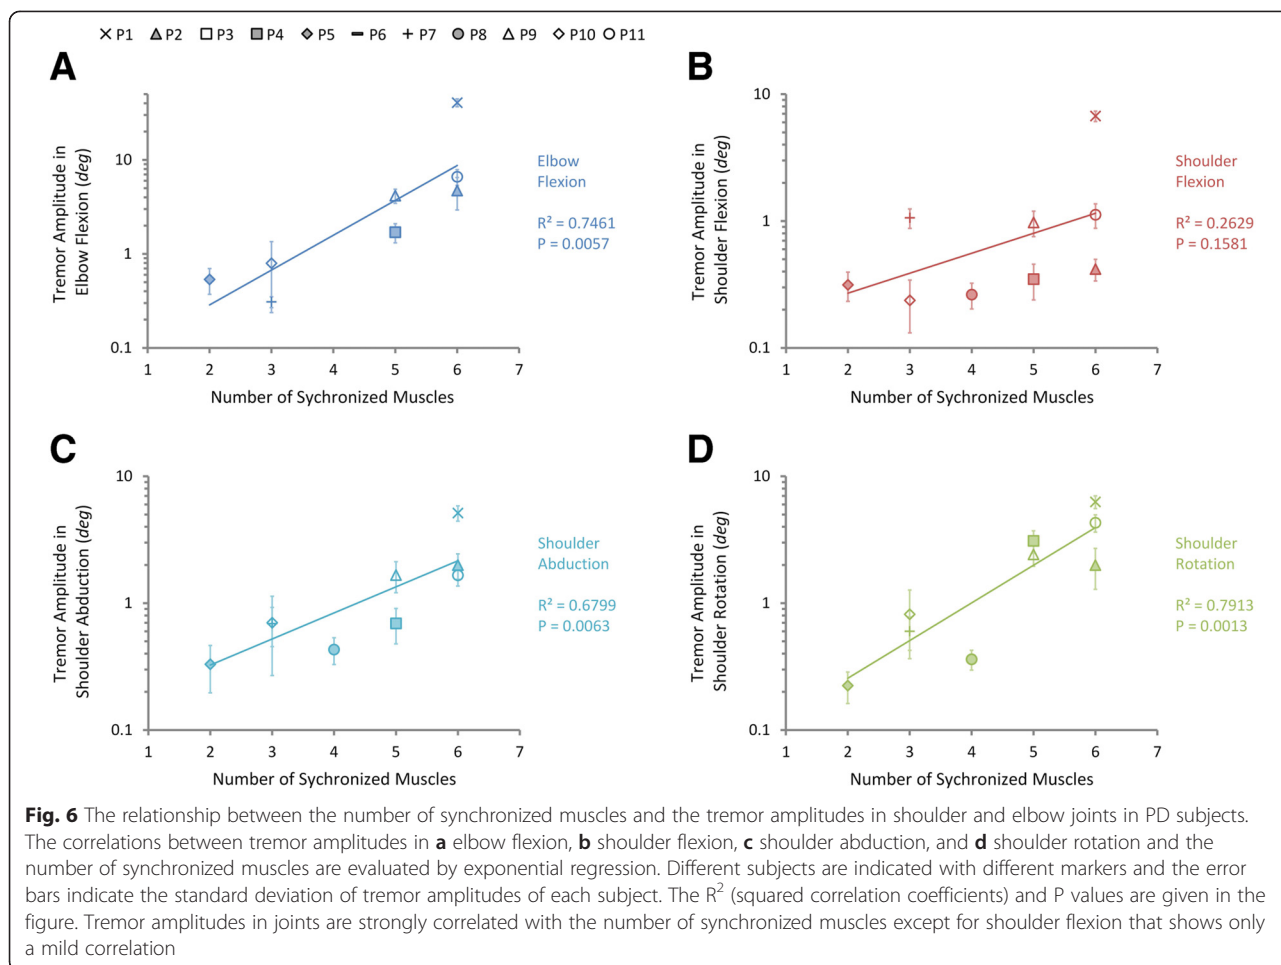 P1 P2 P3 P4 P5 P6 P7 P8 P9 P10 P11
A
Tremor Amplitude in
Elbow Flexion (deg)
10
1
0.1
1 2 3 4 5 6 7
Number of Sychronized Muscles
Elbow
Flexion
R² = 0.7461
P = 0.0057
B
Tremor Amplitude in
Shoulder Flexion (deg)
10
1
0.1
1 2 3 4 5 6 7
Number of Sychronized Muscles
Shoulder
Flexion
R² = 0.2629
P = 0.1581
C
Tremor Amplitude in
Shoulder Abduction (deg)
10
1
0.1
1 2 3 4 5 6 7
Number of Sychronized Muscles
Shoulder
Abduction
R² = 0.6799
P = 0.0063
D
Tremor Amplitude in
Shoulder Rotation (deg)
10
1
0.1
1 2 3 4 5 6 7
Number of Sychronized Muscles
Shoulder
Rotation
R² = 0.7913
P = 0.0013
Fig. 6 The relationship between the number of synchronized muscles and the tremor amplitudes in shoulder and elbow joints in PD subjects.
The correlations between tremor amplitudes in a elbow flexion, b shoulder flexion, c shoulder abduction, and d shoulder rotation and the
number of synchronized muscles are evaluated by exponential regression. Different subjects are indicated with different markers and the error
bars indicate the standard deviation of tremor amplitudes of each subject. The R² (squared correlation coefficients) and P values are given in the
figure. Tremor amplitudes in joints are strongly correlated with the number of synchronized muscles except for shoulder flexion that shows only
a mild correlation